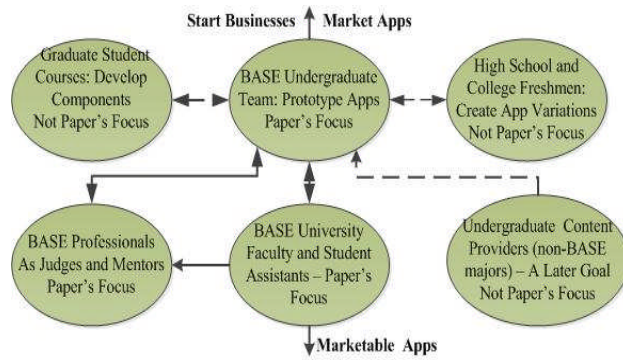 Start Businesses Market Apps
Graduate Student
Courses: Develop
Components
Not Paper's Focus
BASE Undergraduate
Team: Prototype Apps
Paper's Focus
High School and
College Freshmen:
Create App Variations
Not Paper's Focus
BASE Professionals
As Judges and Mentors
Paper's Focus
BASE University
Faculty and Student
Assistants – Paper's
Focus
Undergraduate Content
Providers (non-BASE
majors) – A Later Goal
Not Paper's Focus
Marketable Apps